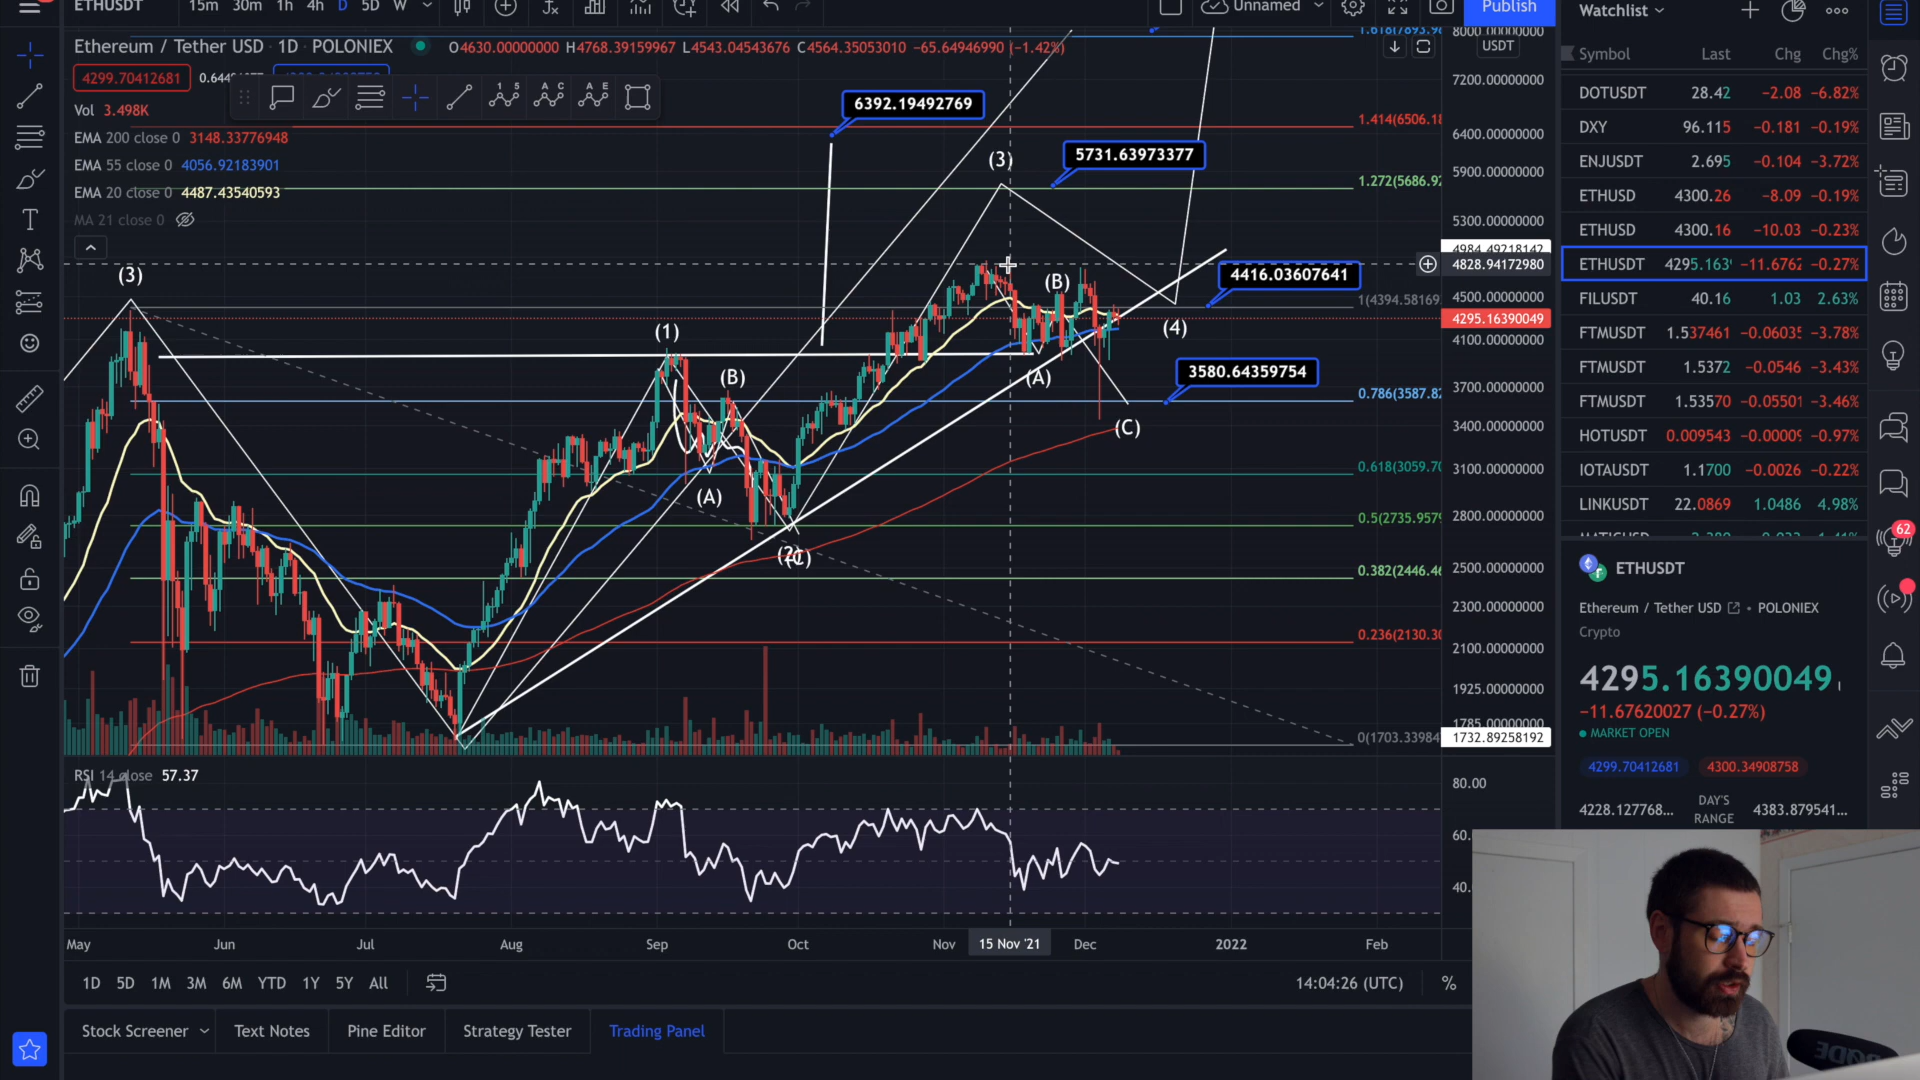 ETHUSDT 15m 30m 1h 4h D 5D W Unnamed Publish
Watchlist
Ethereum / Tether USD · 1D · POLONIEX O4630.00000000 H4768.39159967 L4543.04543676 C4564.35053010 −65.64946990 (−1.42%)
4299.70412681
Vol 3.498K
EMA 200 close 0 3148.33776948
EMA 55 close 0 4056.92183901
EMA 20 close 0 4487.43540593
MA 21 close 0
6392.19492769
5731.63973377
4416.03607641
3580.64359754
(3)
(1)
(B)
(A)
(3)
(B)
(A)
(C)
(4)
1.414(6506.18
1.272(5686.92
1(4394.58169
0.786(3587.82
0.618(3059.70
0.5(2735.957
0.382(2446.46
0.236(2130.30
0(1703.33984
USDT
8000.00000000
7200.00000000
6400.00000000
5900.00000000
5300.00000000
4984.49218142
4828.94172980
4500.00000000
4295.16390049
4100.00000000
3700.00000000
3400.00000000
3100.00000000
2800.00000000
2500.00000000
2300.00000000
2100.00000000
1925.00000000
1785.00000000
1732.89258192
RSI 14 close 57.37
80.00
60.
40.
May Jun Jul Aug Sep Oct Nov 15 Nov '21 Dec 2022 Feb
1D 5D 1M 3M 6M YTD 1Y 5Y All 14:04:26 (UTC) %
Stock Screener Text Notes Pine Editor Strategy Tester Trading Panel
Symbol Last Chg Chg%
DOTUSDT 28.42 −2.08 −6.82%
DXY 96.115 −0.181 −0.19%
ENJUSDT 2.695 −0.104 −3.72%
ETHUSD 4300.26 −8.09 −0.19%
ETHUSD 4300.16 −10.03 −0.23%
ETHUSDT 4295.163 −11.6762 −0.27%
FILUSDT 40.16 1.03 2.63%
FTMUSDT 1.537461 −0.0603 −3.78%
FTMUSDT 1.5372 −0.0546 −3.43%
FTMUSDT 1.53570 −0.05501 −3.46%
HOTUSDT 0.009543 −0.0000 −0.97%
IOTAUSDT 1.1700 −0.0026 −0.22%
LINKUSDT 22.0869 1.0486 4.98%
62
ETHUSDT
Ethereum / Tether USD • POLONIEX
Crypto
4295.16390049
−11.67620027 (−0.27%)
MARKET OPEN
4299.70412681 4300.34908758
4228.127768... DAY'S RANGE 4383.879541...